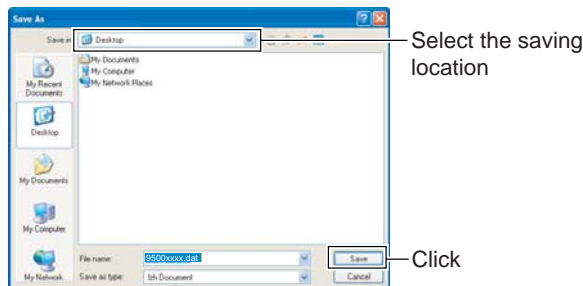 Save As
Save in:
Desktop
Select the saving
location
My Documents
My Computer
My Network Places
My Recent
Documents
Desktop
My Documents
My Computer
My Network
File name:
9500xxxx.dat
Save
Click
Save as type:
Cancel